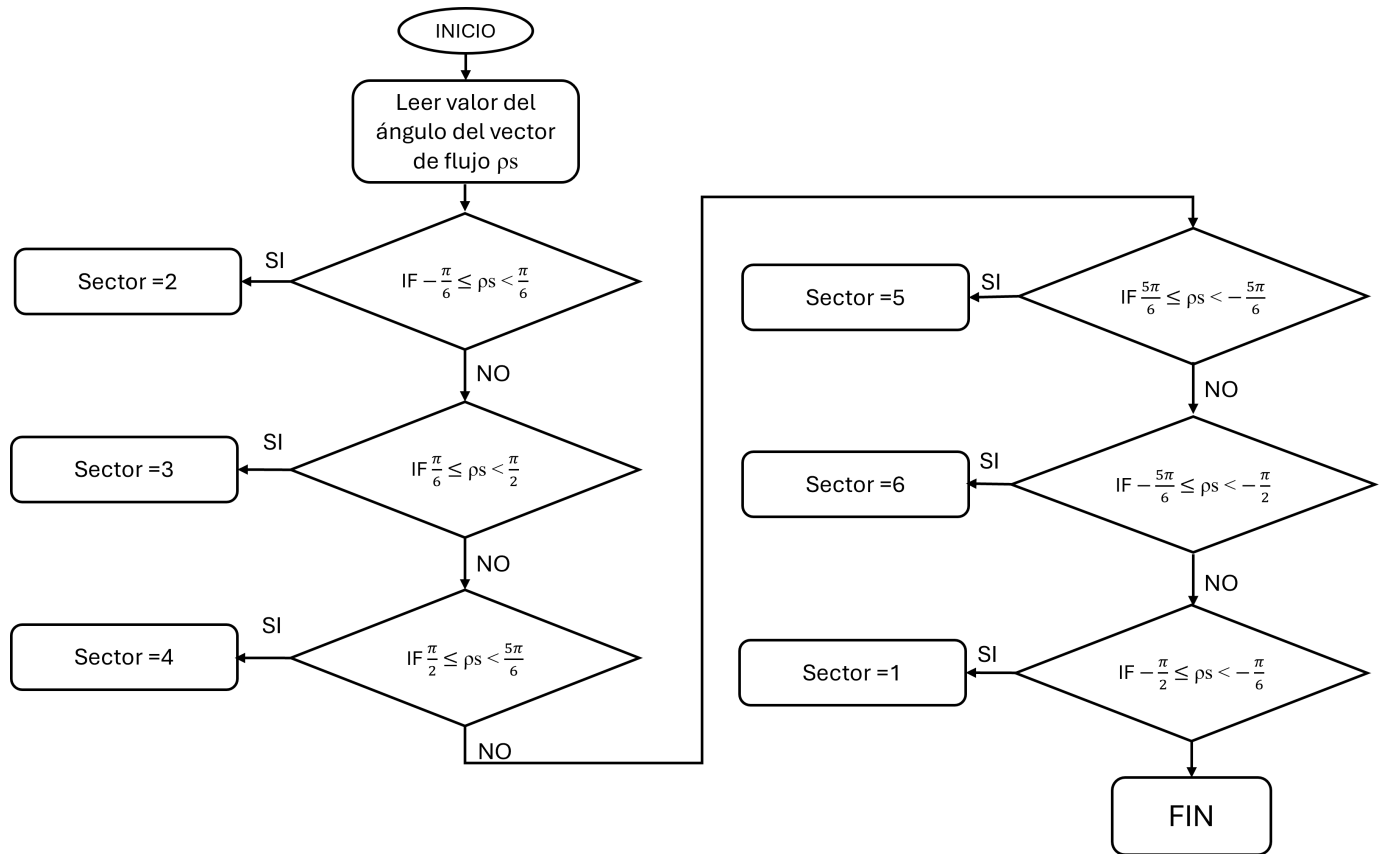 INICIO
Leer valor del
ángulo del vector
de flujo ρs
IF − π/6 ≤ ρs < π/6
SI
Sector =2
NO
IF π/6 ≤ ρs < π/2
SI
Sector =3
NO
IF π/2 ≤ ρs < 5π/6
SI
Sector =4
NO
IF 5π/6 ≤ ρs < − 5π/6
SI
Sector =5
NO
IF − 5π/6 ≤ ρs < − π/2
SI
Sector =6
NO
IF − π/2 ≤ ρs < − π/6
SI
Sector =1
FIN